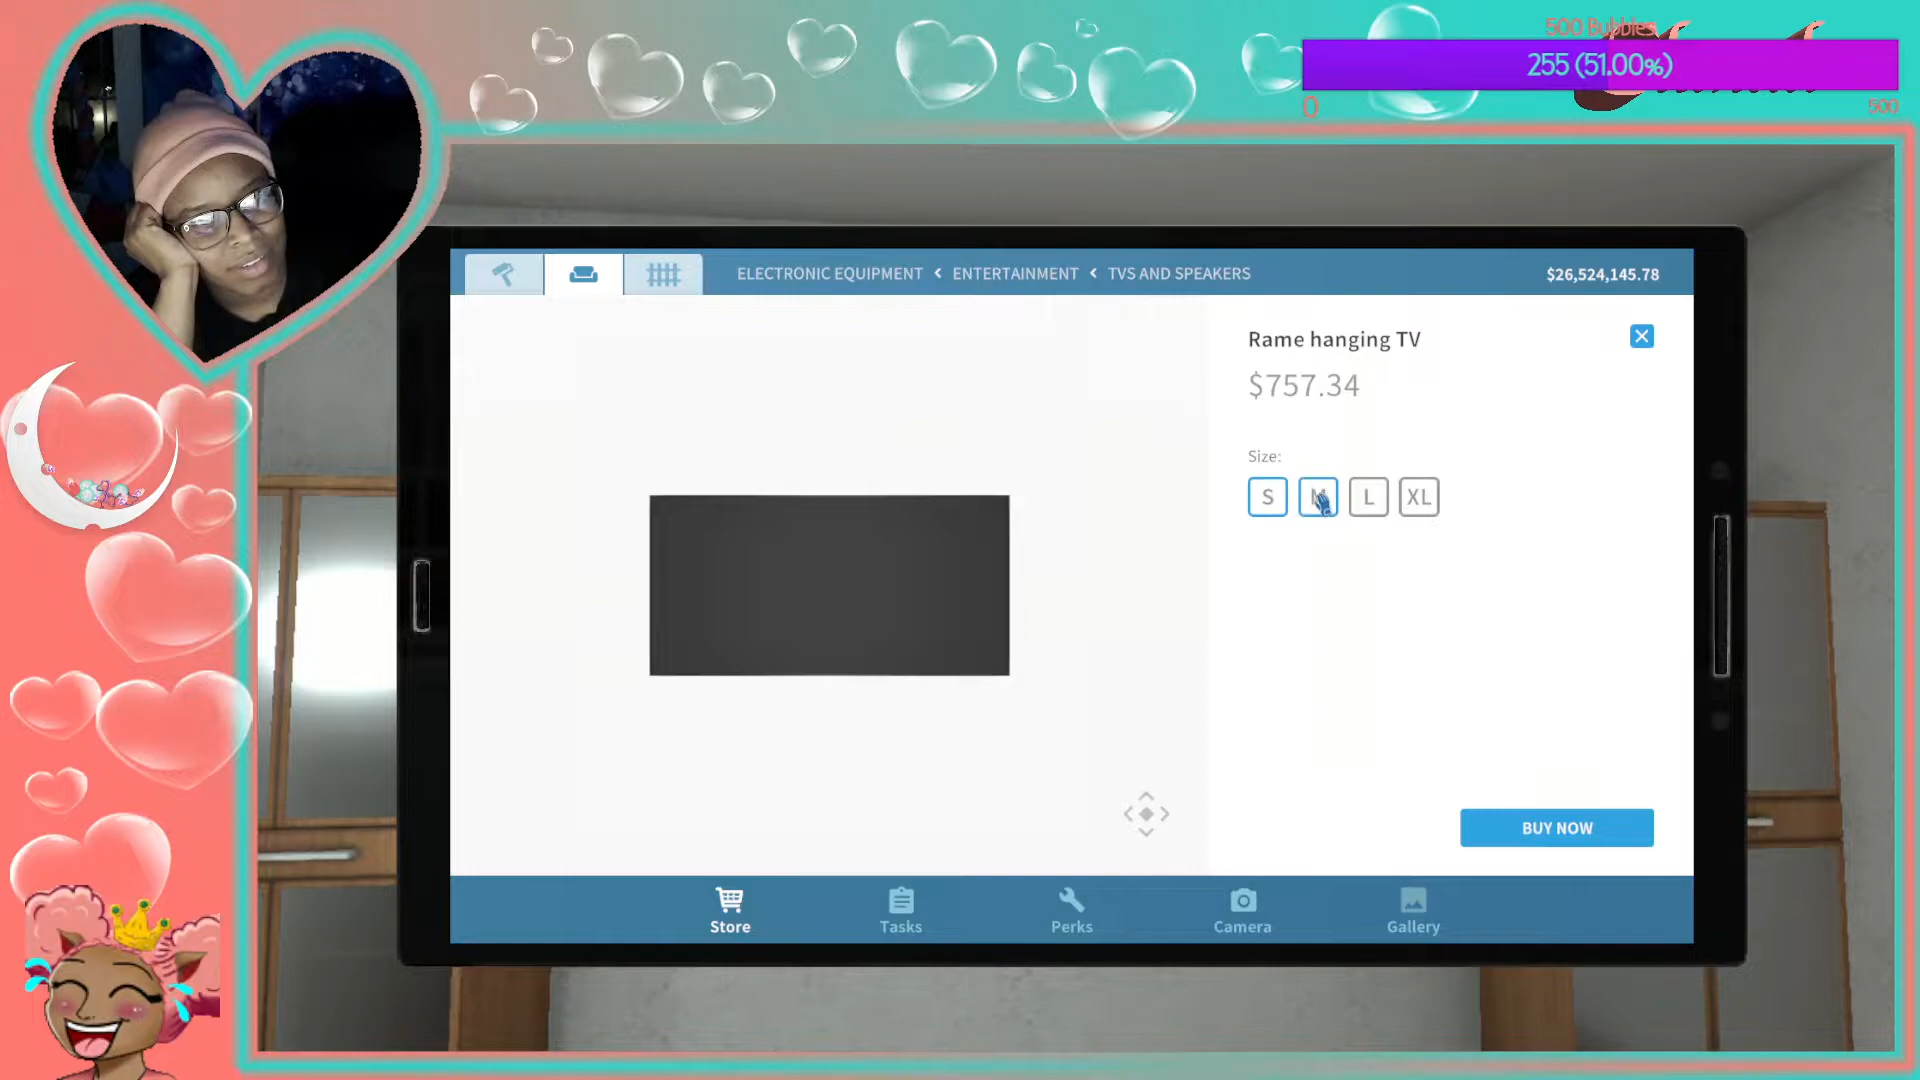 500 Bubbles
255 (51.00%)
0
500
ELECTRONIC EQUIPMENT < ENTERTAINMENT < TVS AND SPEAKERS
$26,524,145.78
Rame hanging TV
$757.34
Size:
S M L XL
BUY NOW
Store
Tasks
Perks
Camera
Gallery